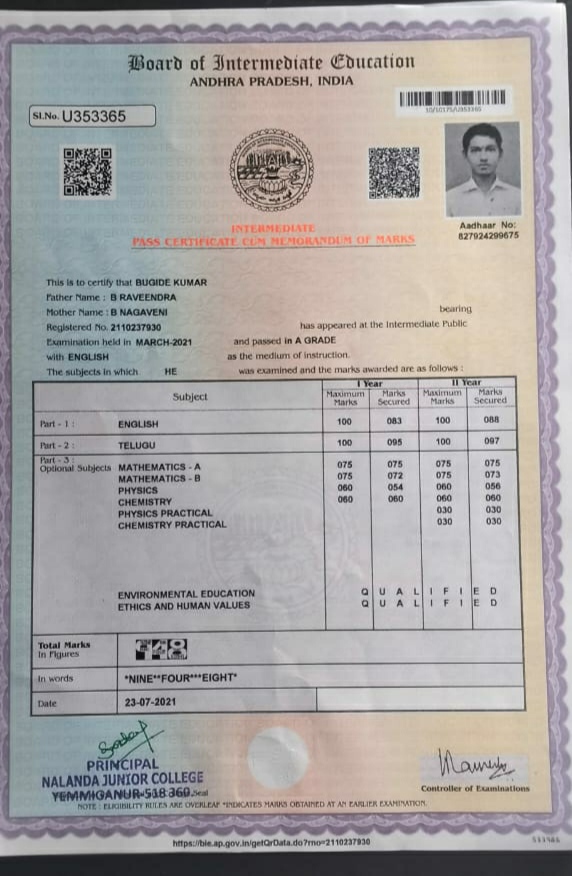 Board of Intermediate Education
ANDHRA PRADESH, INDIA
10/10175/U353365
Sl.No. U353365
INTERMEDIATE
PASS CERTIFICATE CUM MEMORANDUM OF MARKS
Aadhaar No:
627924299675
This is to certify that BUGIDE KUMAR
Father Name : B RAVEENDRA
Mother Name : B NAGAVENI bearing
Registered No. 2110237930 has appeared at the Intermediate Public
Examination held in MARCH-2021 and passed in A GRADE
with ENGLISH as the medium of instruction.
The subjects in which HE was examined and the marks awarded are as follows :
Subject I Year II Year
Maximum Marks Marks Secured Maximum Marks Marks Secured
Part - 1 : ENGLISH 100 083 100 088
Part - 2 : TELUGU 100 095 100 097
Part - 3 :
Optional Subjects MATHEMATICS - A 075 075 075 075
MATHEMATICS - B 075 072 075 073
PHYSICS 060 054 060 056
CHEMISTRY 060 060 060 060
PHYSICS PRACTICAL 030 030
CHEMISTRY PRACTICAL 030 030
ENVIRONMENTAL EDUCATION Q U A L I F I E D
ETHICS AND HUMAN VALUES Q U A L I F I E D
Total Marks
In Figures 948
In words *NINE**FOUR***EIGHT*
Date 23-07-2021
PRINCIPAL
NALANDA JUNIOR COLLEGE
YEMMIGANUR-518 360. Seal
Controller of Examinations
NOTE : ELIGIBILITY RULES ARE OVERLEAF *INDICATES MARKS OBTAINED AT AN EARLIER EXAMINATION.
https://bie.ap.gov.in/getQrData.do?rno=2110237930